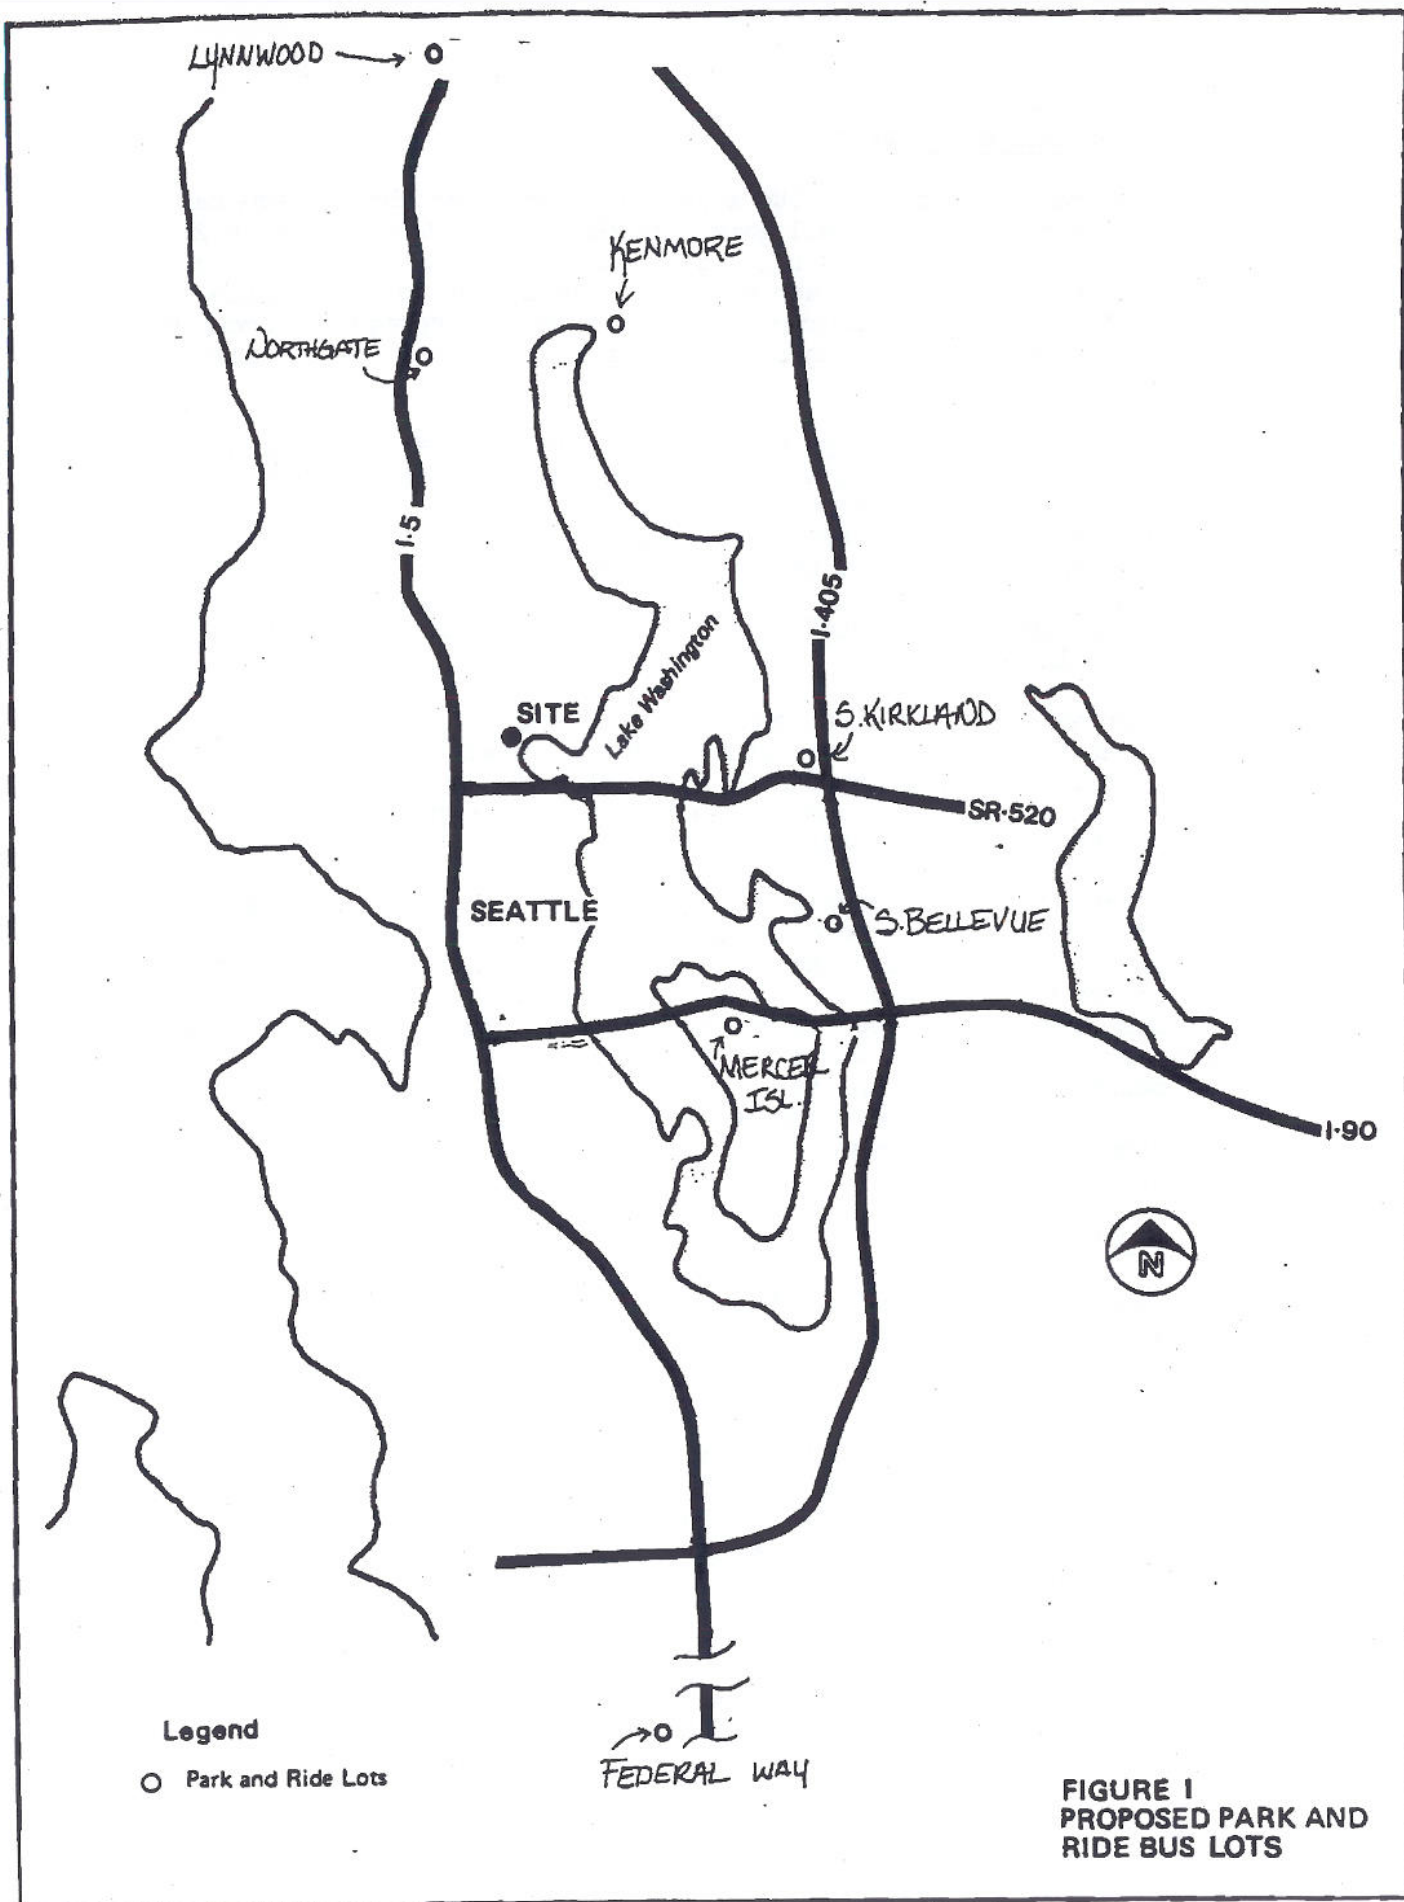 LYNNWOOD
KENMORE
NORTHGATE
I-5
I-405
Lake Washington
SITE
S. KIRKLAND
SR-520
SEATTLE
S. BELLEVUE
MERCER
ISL.
I-90
N
Legend
Park and Ride Lots
FEDERAL WAY
FIGURE 1
PROPOSED PARK AND
RIDE BUS LOTS